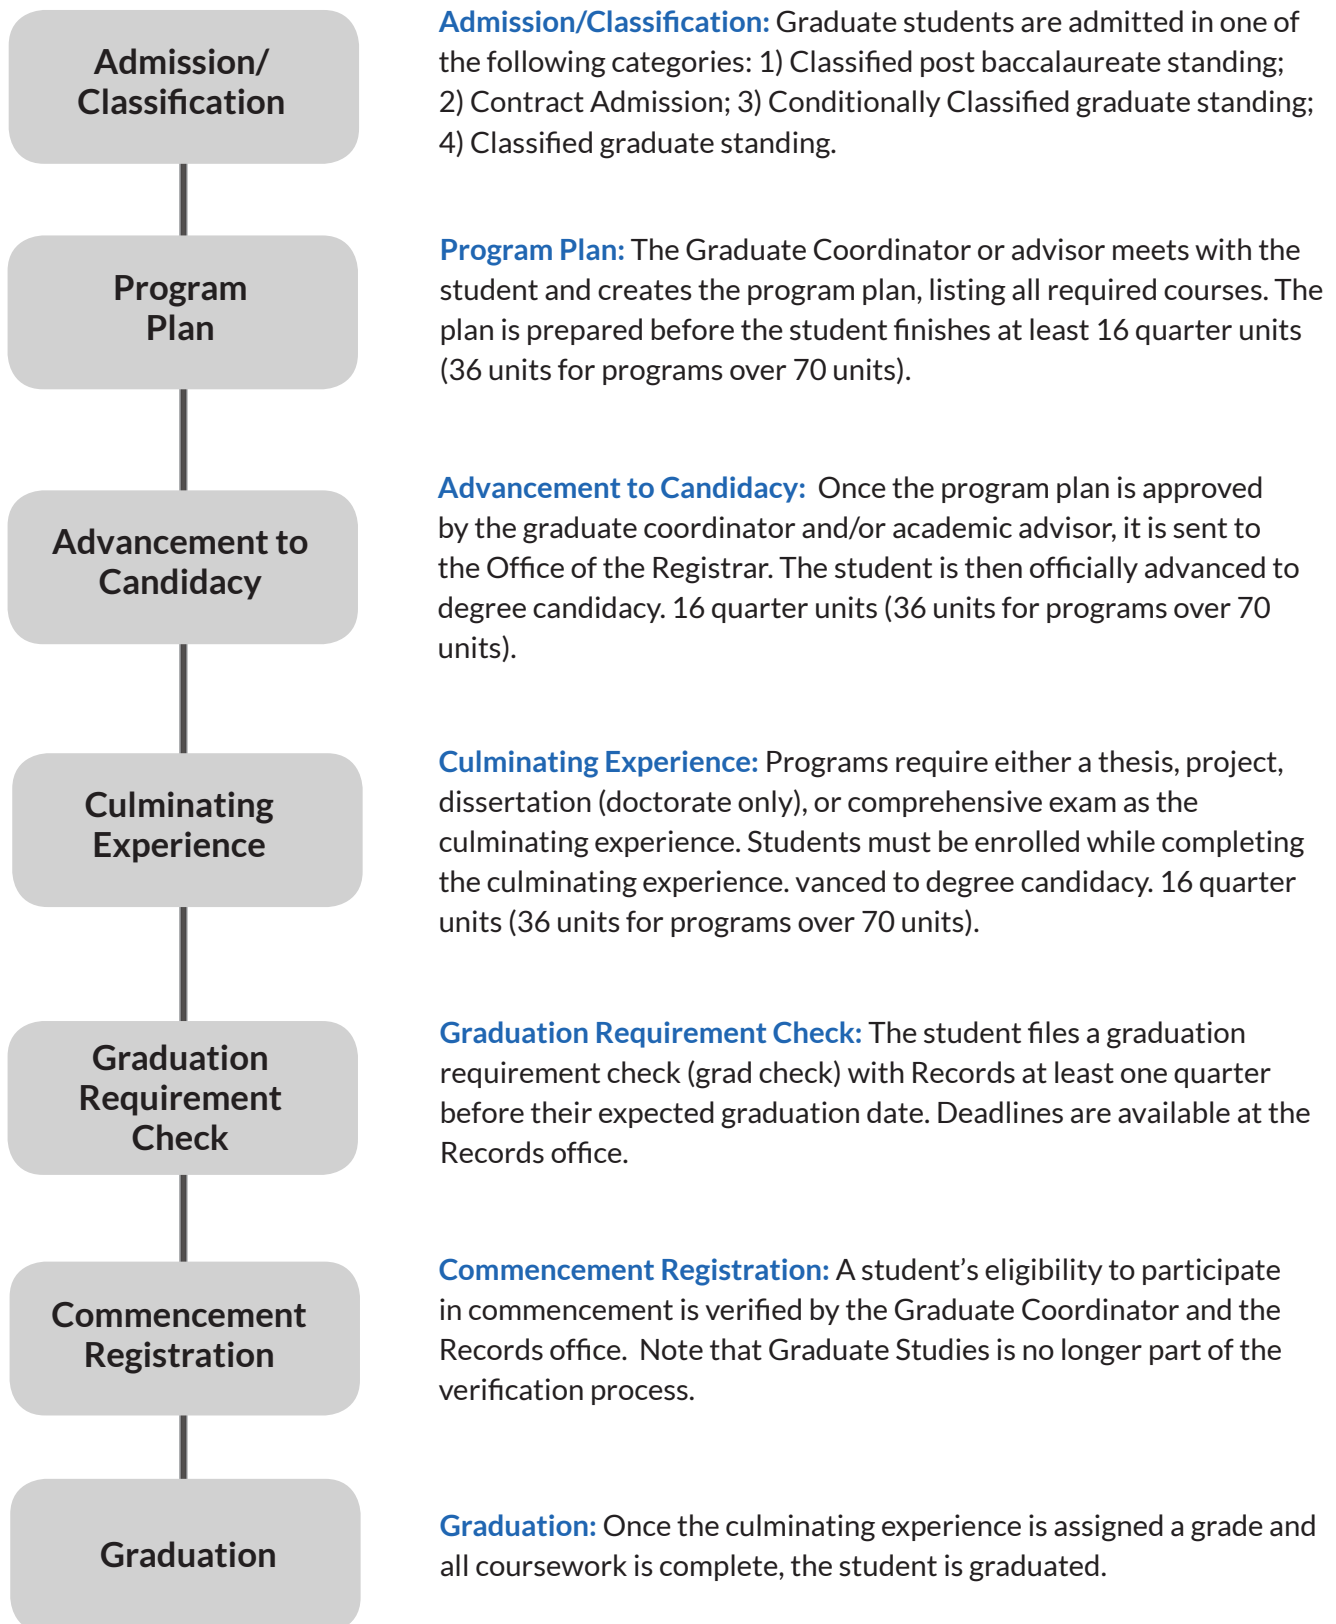 Admission/
Classification
Admission/Classification: Graduate students are admitted in one of
the following categories: 1) Classified post baccalaureate standing;
2) Contract Admission; 3) Conditionally Classified graduate standing;
4) Classified graduate standing.
Program
Plan
Program Plan: The Graduate Coordinator or advisor meets with the
student and creates the program plan, listing all required courses. The
plan is prepared before the student finishes at least 16 quarter units
(36 units for programs over 70 units).
Advancement to
Candidacy
Advancement to Candidacy:  Once the program plan is approved
by the graduate coordinator and/or academic advisor, it is sent to
the Office of the Registrar. The student is then officially advanced to
degree candidacy. 16 quarter units (36 units for programs over 70
units).
Culminating
Experience
Culminating Experience: Programs require either a thesis, project,
dissertation (doctorate only), or comprehensive exam as the
culminating experience. Students must be enrolled while completing
the culminating experience. vanced to degree candidacy. 16 quarter
units (36 units for programs over 70 units).
Graduation
Requirement
Check
Graduation Requirement Check: The student files a graduation
requirement check (grad check) with Records at least one quarter
before their expected graduation date. Deadlines are available at the
Records office.
Commencement
Registration
Commencement Registration: A student’s eligibility to participate
in commencement is verified by the Graduate Coordinator and the
Records office.  Note that Graduate Studies is no longer part of the
verification process.
Graduation
Graduation: Once the culminating experience is assigned a grade and
all coursework is complete, the student is graduated.